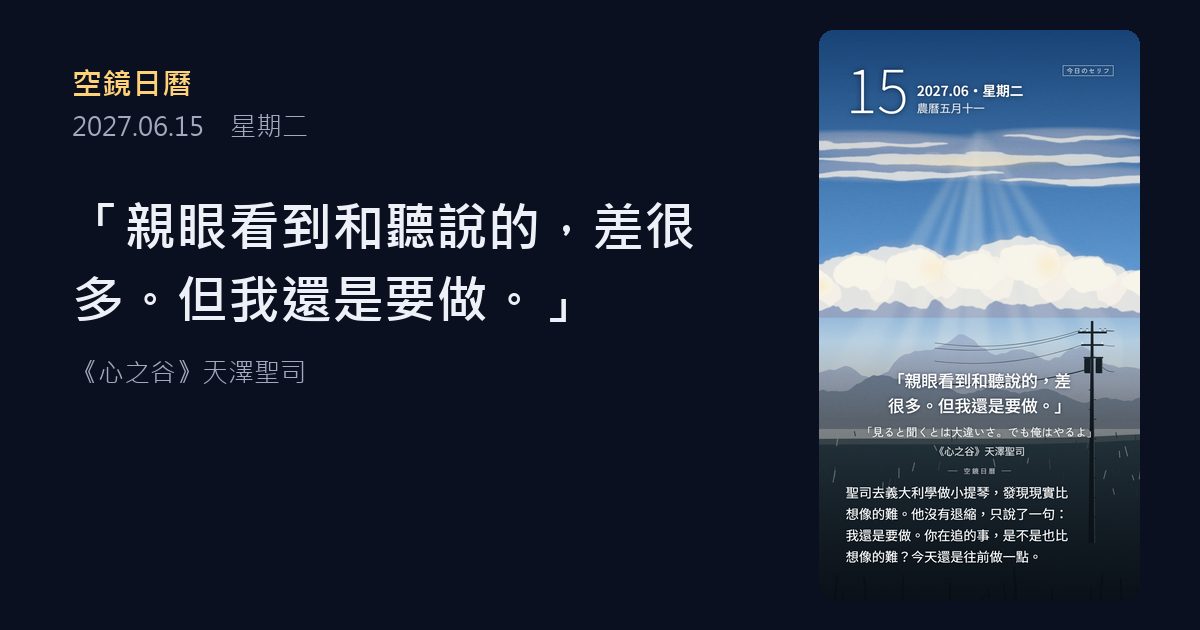 空鏡日曆
2027.06.15 星期二
「親眼看到和聽說的，差很
多。但我還是要做。」
《心之谷》天澤聖司
15
2027.06・星期二
農曆五月十一
今日のセリフ
「親眼看到和聽說的，差
很多。但我還是要做。」
「見ると聞くとは大違いさ。でも俺はやるよ」
《心之谷》天澤聖司
— 空鏡日曆 —
聖司去義大利學做小提琴，發現現實比
想像的難。他沒有退縮，只說了一句：
我還是要做。你在追的事，是不是也比
想像的難？今天還是往前做一點。